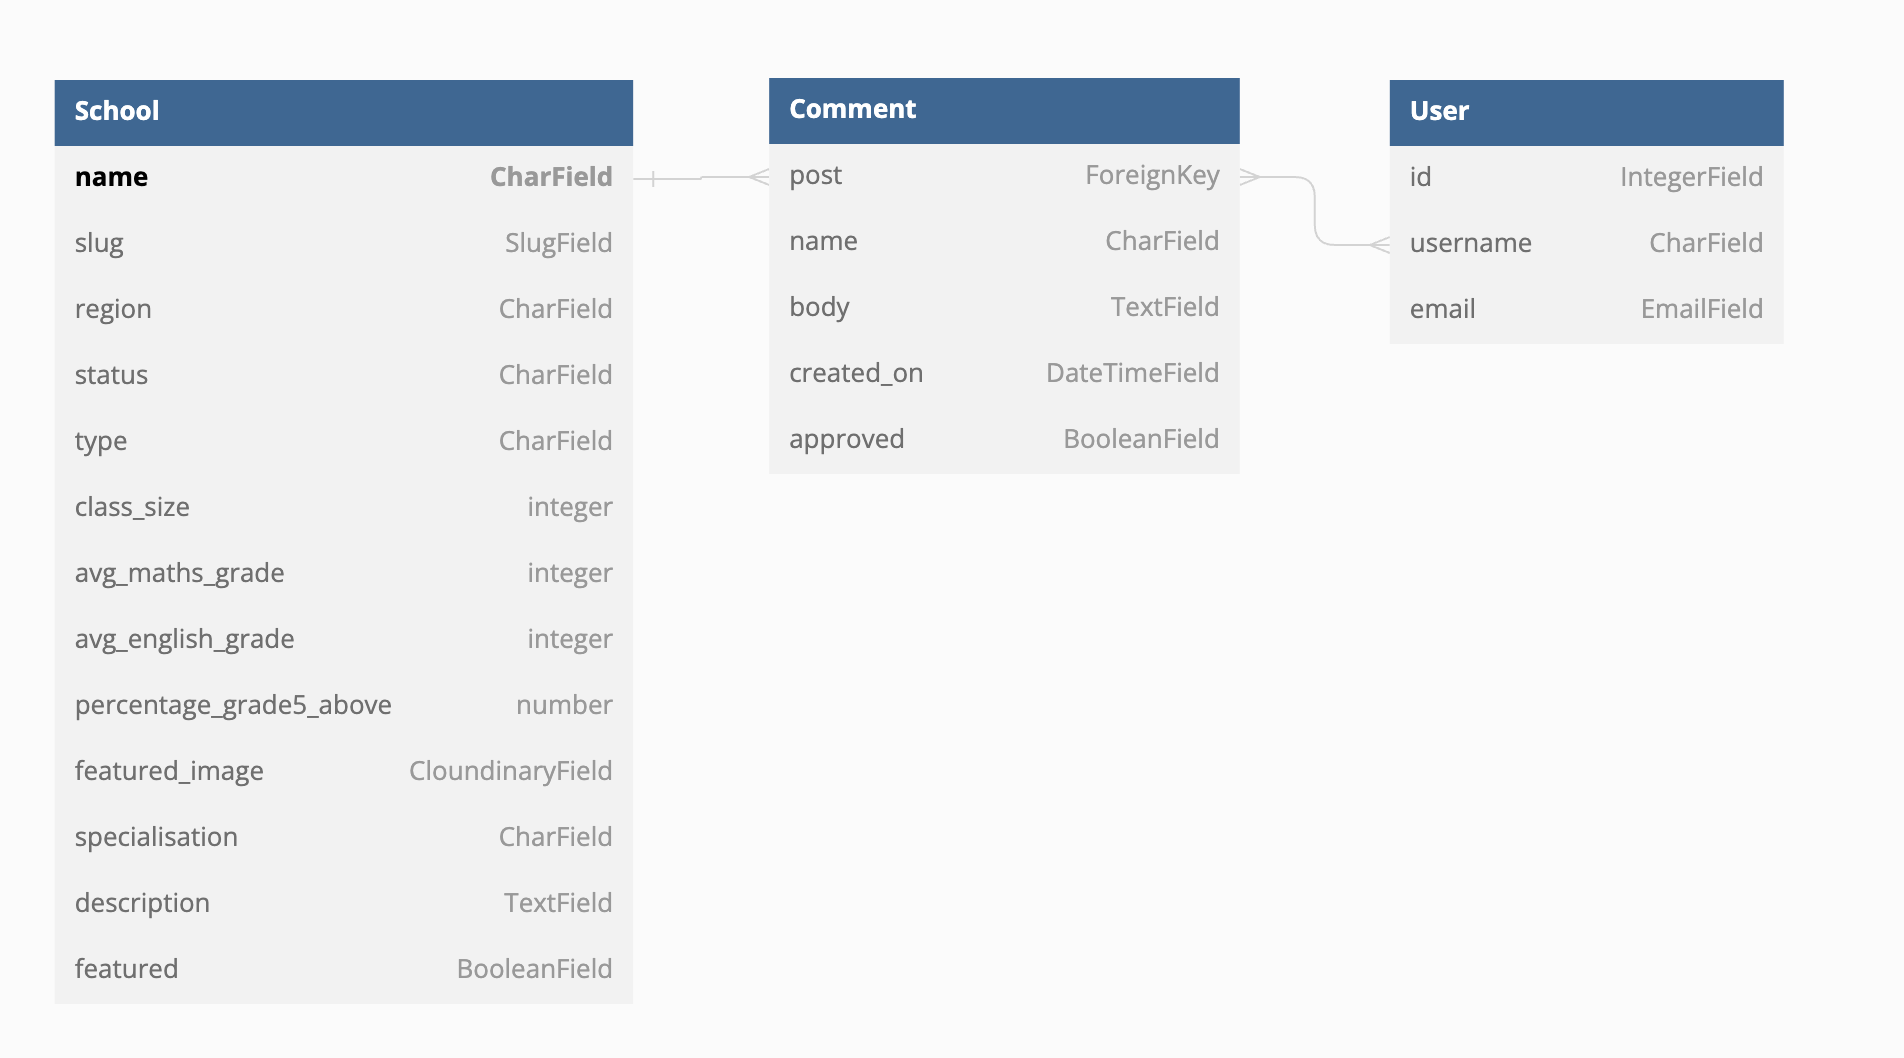 School
name CharField
slug SlugField
region CharField
status CharField
type CharField
class_size integer
avg_maths_grade integer
avg_english_grade integer
percentage_grade5_above number
featured_image CloundinaryField
specialisation CharField
description TextField
featured BooleanField
Comment
post ForeignKey
name CharField
body TextField
created_on DateTimeField
approved BooleanField
User
id IntegerField
username CharField
email EmailField